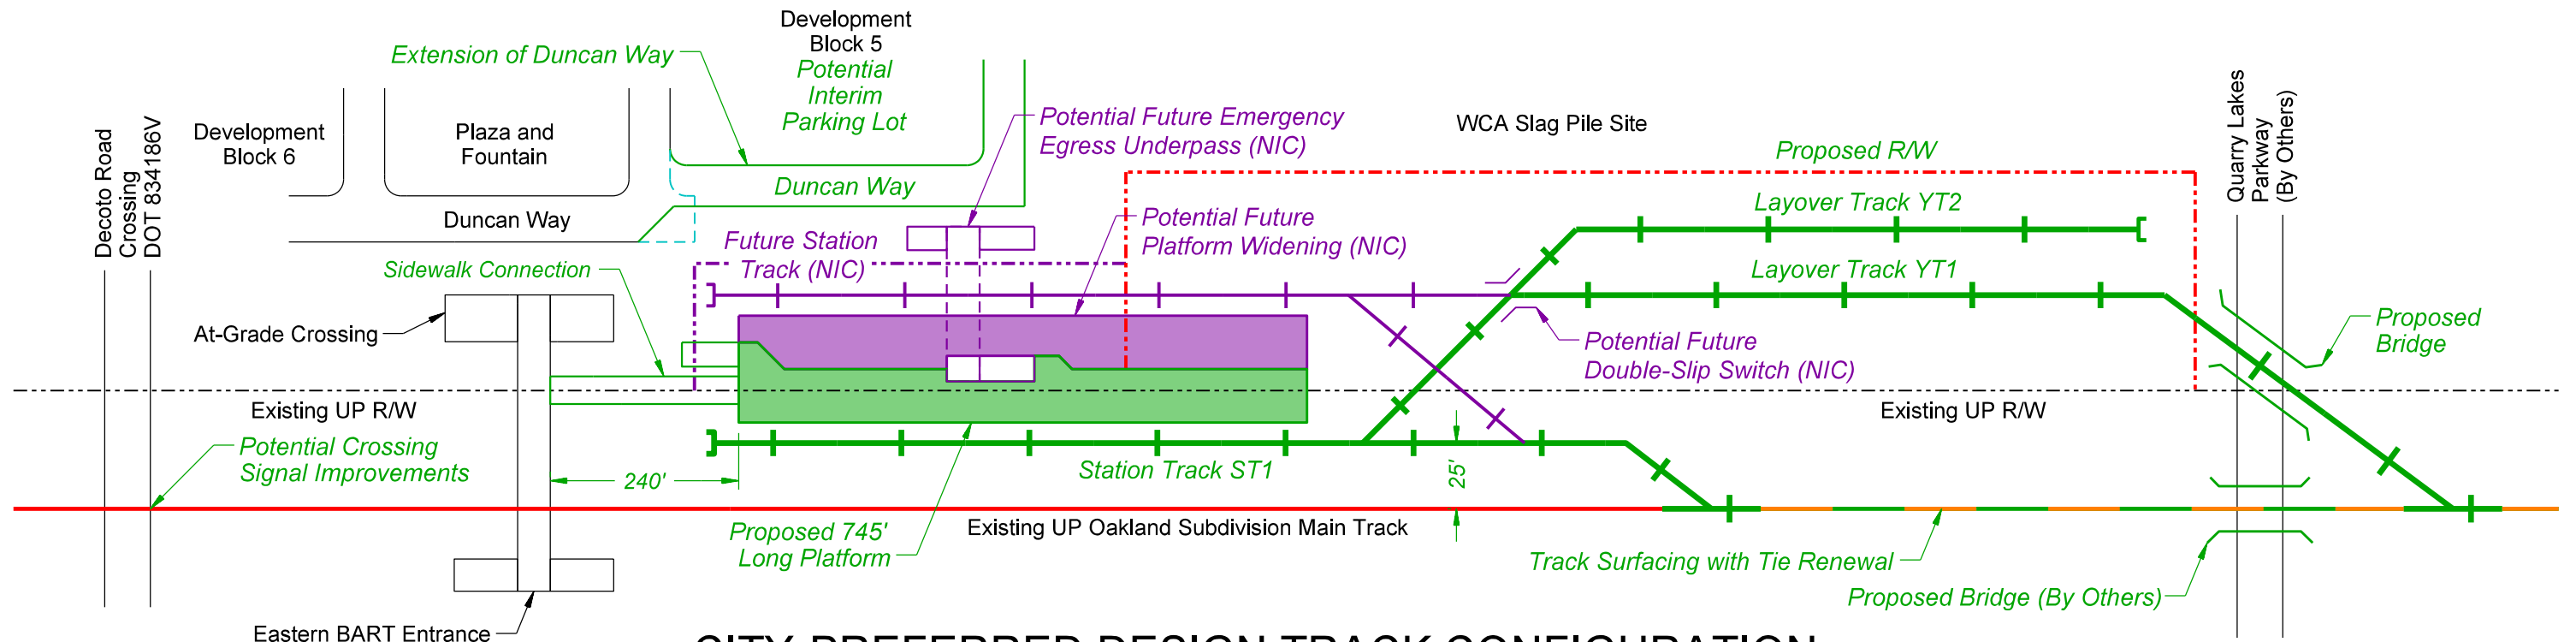 Development
Block 5
Potential
Interim
Parking Lot
Extension of Duncan Way
Decoto Road
Crossing
DOT 834186V
Development
Block 6
Plaza and
Fountain
Potential Future Emergency
Egress Underpass (NIC)
WCA Slag Pile Site
Quarry Lakes
Parkway
(By Others)
Proposed R/W
Duncan Way
Duncan Way
Layover Track YT2
Potential Future
Platform Widening (NIC)
Future Station
Track (NIC)
Sidewalk Connection
Layover Track YT1
At-Grade Crossing
Potential Future
Double-Slip Switch (NIC)
Proposed
Bridge
Existing UP R/W
Existing UP R/W
Potential Crossing
Signal Improvements
240'
Station Track ST1
25'
Proposed 745'
Long Platform
Existing UP Oakland Subdivision Main Track
Track Surfacing with Tie Renewal
Proposed Bridge (By Others)
Eastern BART Entrance
CITY-PREFERRED DESIGN TRACK CONFIGURATION